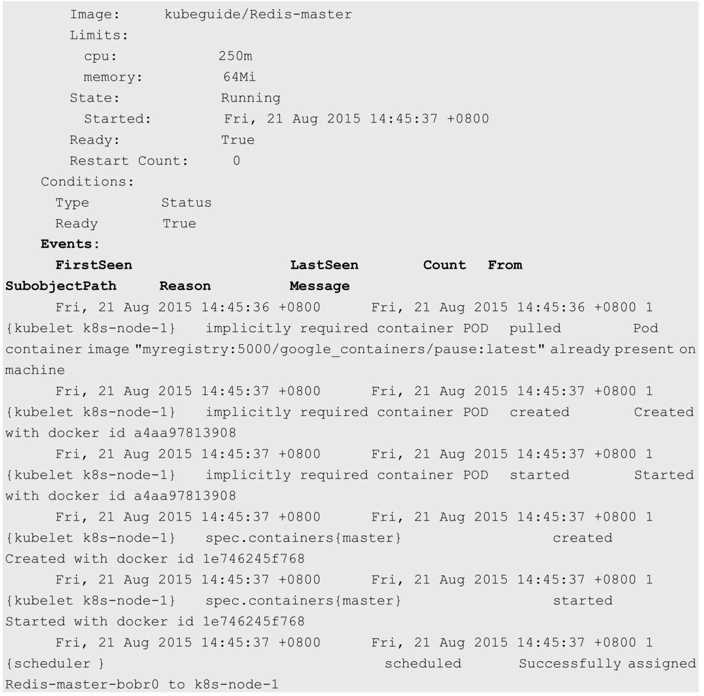 Image: kubeguide/Redis-master
Limits:
cpu: 250m
memory: 64Mi
State: Running
Started: Fri, 21 Aug 2015 14:45:37 +0800
Ready: True
Restart Count: 0
Conditions:
Type Status
Ready True
Events:
FirstSeen LastSeen Count From
SubobjectPath Reason Message
Fri, 21 Aug 2015 14:45:36 +0800 Fri, 21 Aug 2015 14:45:36 +0800 1
{kubelet k8s-node-1} implicitly required container POD pulled Pod
container image "myregistry:5000/google_containers/pause:latest" already present on
machine
Fri, 21 Aug 2015 14:45:37 +0800 Fri, 21 Aug 2015 14:45:37 +0800 1
{kubelet k8s-node-1} implicitly required container POD created Created
with docker id a4aa97813908
Fri, 21 Aug 2015 14:45:37 +0800 Fri, 21 Aug 2015 14:45:37 +0800 1
{kubelet k8s-node-1} implicitly required container POD started Started
with docker id a4aa97813908
Fri, 21 Aug 2015 14:45:37 +0800 Fri, 21 Aug 2015 14:45:37 +0800 1
{kubelet k8s-node-1} spec.containers{master} created
Created with docker id 1e746245f768
Fri, 21 Aug 2015 14:45:37 +0800 Fri, 21 Aug 2015 14:45:37 +0800 1
{kubelet k8s-node-1} spec.containers{master} started
Started with docker id 1e746245f768
Fri, 21 Aug 2015 14:45:37 +0800 Fri, 21 Aug 2015 14:45:37 +0800 1
{scheduler } scheduled Successfully assigned
Redis-master-bobr0 to k8s-node-1